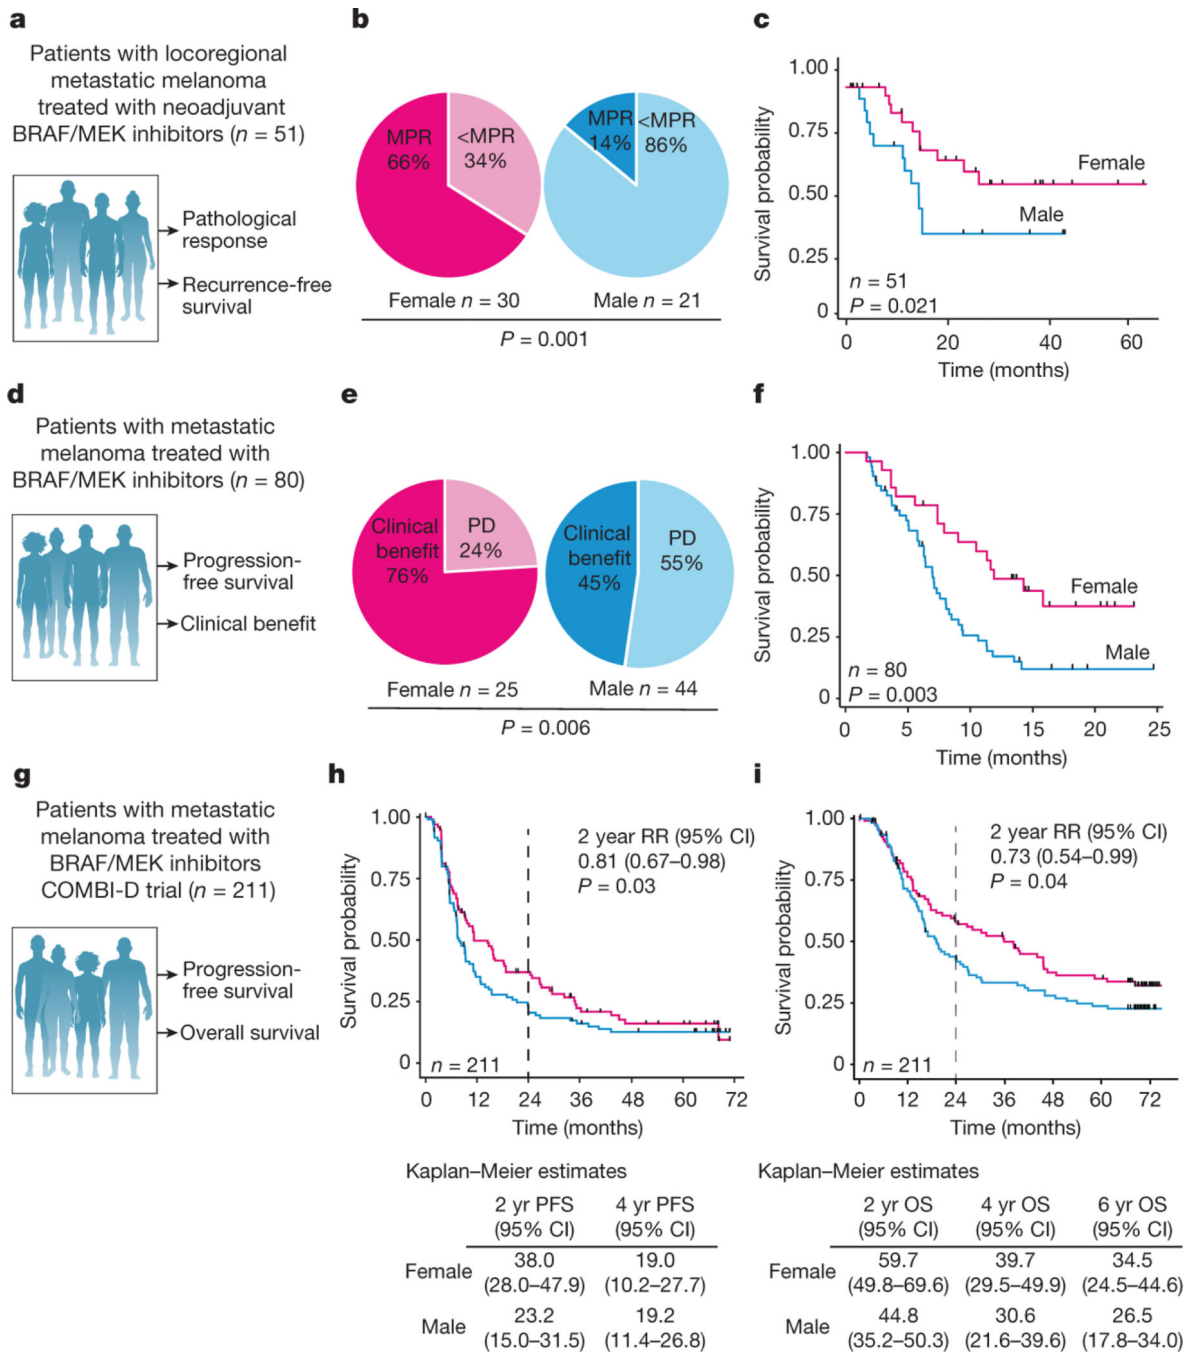 a
Patients with locoregional
metastatic melanoma
treated with neoadjuvant
BRAF/MEK inhibitors (n = 51)
Pathological
response
Recurrence-free
survival
b
MPR
66%
<MPR
34%
MPR
14%
<MPR
86%
Female n = 30
Male n = 21
P = 0.001
c
Survival probability
1.00
0.75
0.50
0.25
0
Female
Male
n = 51
P = 0.021
0
20
40
60
Time (months)
d
Patients with metastatic
melanoma treated with
BRAF/MEK inhibitors (n = 80)
Progression-
free survival
Clinical benefit
e
Clinical
benefit
76%
PD
24%
Clinical
benefit
45%
PD
55%
Female n = 25
Male n = 44
P = 0.006
f
Survival probability
1.00
0.75
0.50
0.25
0
Female
Male
n = 80
P = 0.003
0
5
10
15
20
25
Time (months)
g
Patients with metastatic
melanoma treated with
BRAF/MEK inhibitors
COMBI-D trial (n = 211)
Progression-
free survival
Overall survival
h
Survival probability
1.00
0.75
0.50
0.25
0
2 year RR (95% CI)
0.81 (0.67–0.98)
P = 0.03
n = 211
0
12
24
36
48
60
72
Time (months)
Kaplan–Meier estimates
2 yr PFS
(95% CI)
4 yr PFS
(95% CI)
Female
38.0
(28.0–47.9)
19.0
(10.2–27.7)
Male
23.2
(15.0–31.5)
19.2
(11.4–26.8)
i
Survival probability
1.00
0.75
0.50
0.25
0
2 year RR (95% CI)
0.73 (0.54–0.99)
P = 0.04
n = 211
0
12
24
36
48
60
72
Time (months)
Kaplan–Meier estimates
2 yr OS
(95% CI)
4 yr OS
(95% CI)
6 yr OS
(95% CI)
Female
59.7
(49.8–69.6)
39.7
(29.5–49.9)
34.5
(24.5–44.6)
Male
44.8
(35.2–50.3)
30.6
(21.6–39.6)
26.5
(17.8–34.0)